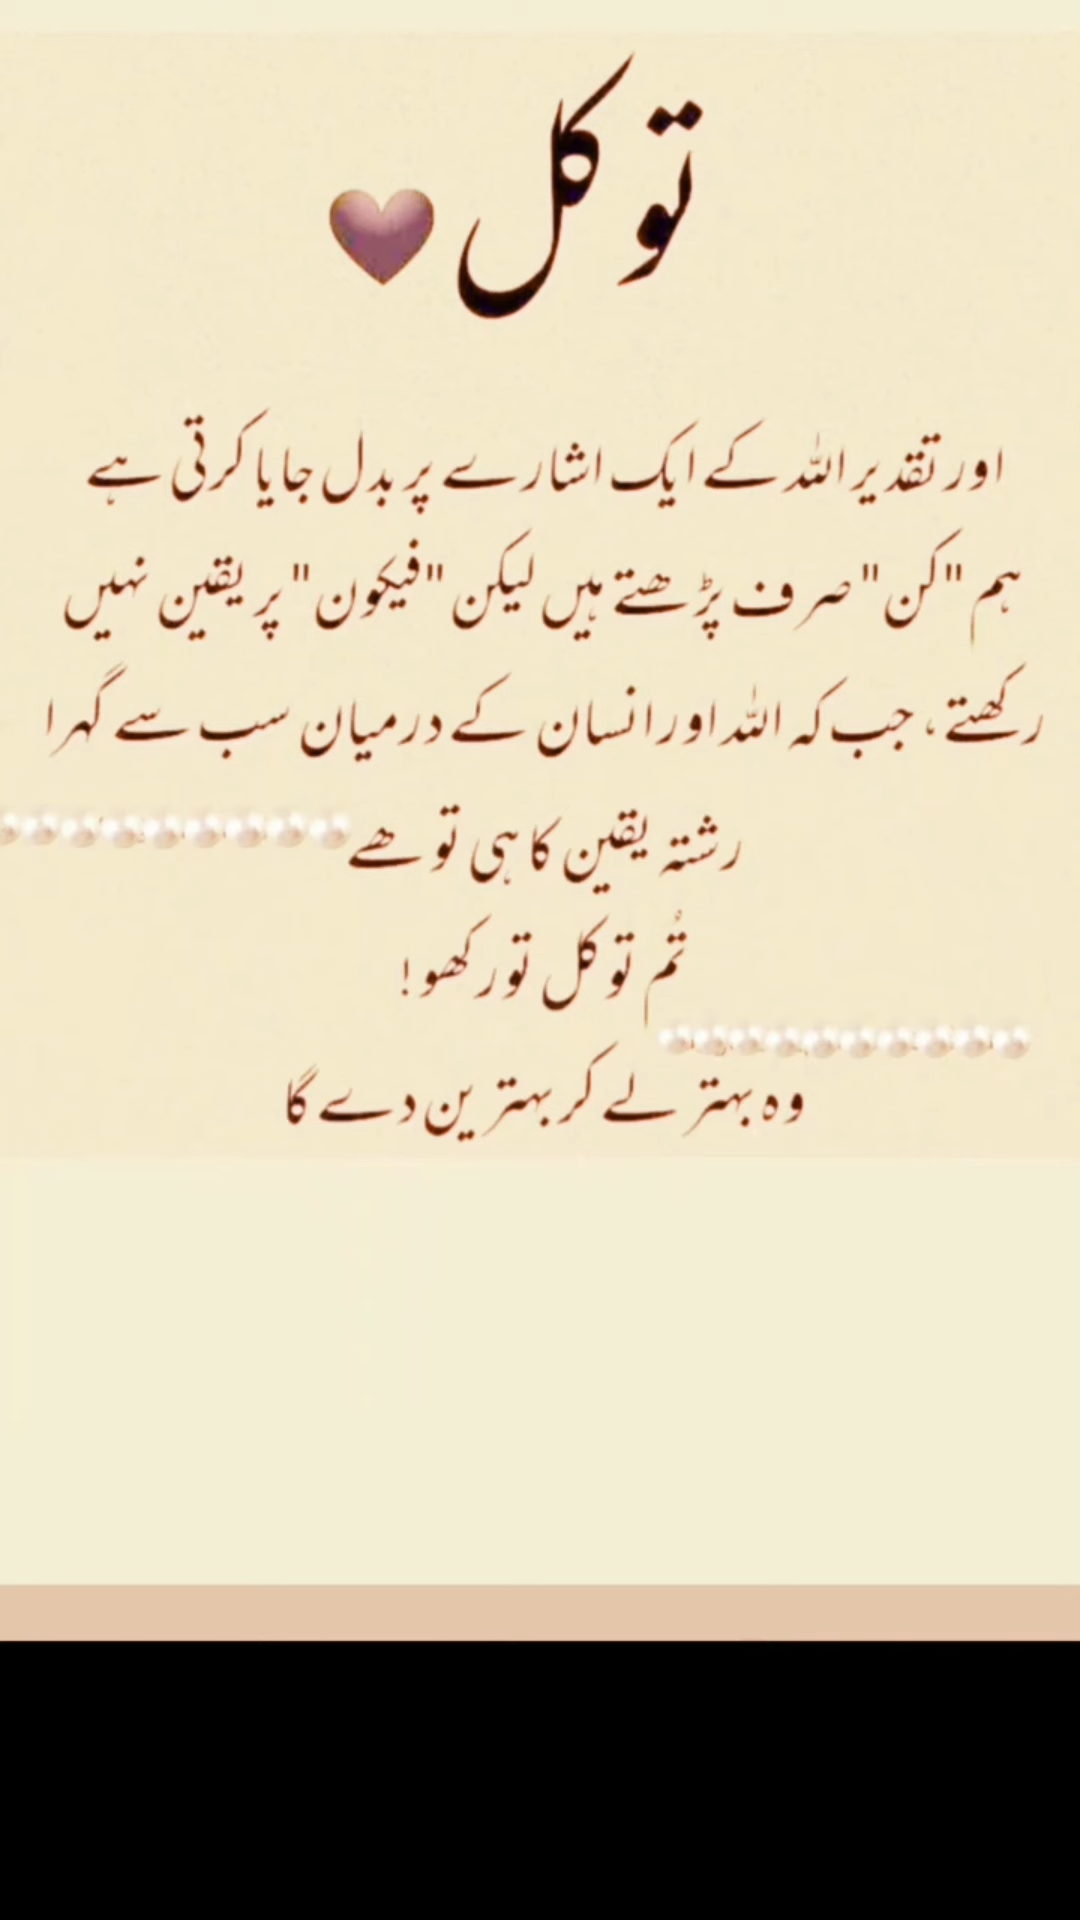 توکل 💜
اور تقدیر اللہ کے ایک اشارے پر بدل جایا کرتی ہے
ہم "کن" صرف پڑھتے ہیں لیکن "فیکون" پر یقین نہیں
رکھتے، جب کہ اللہ اور انسان کے درمیان سب سے گہرا
رشتہ یقین کا ہی تو ھے
تُم توکل تو رکھو!
وہ بہتر لے کر بہترین دے گا